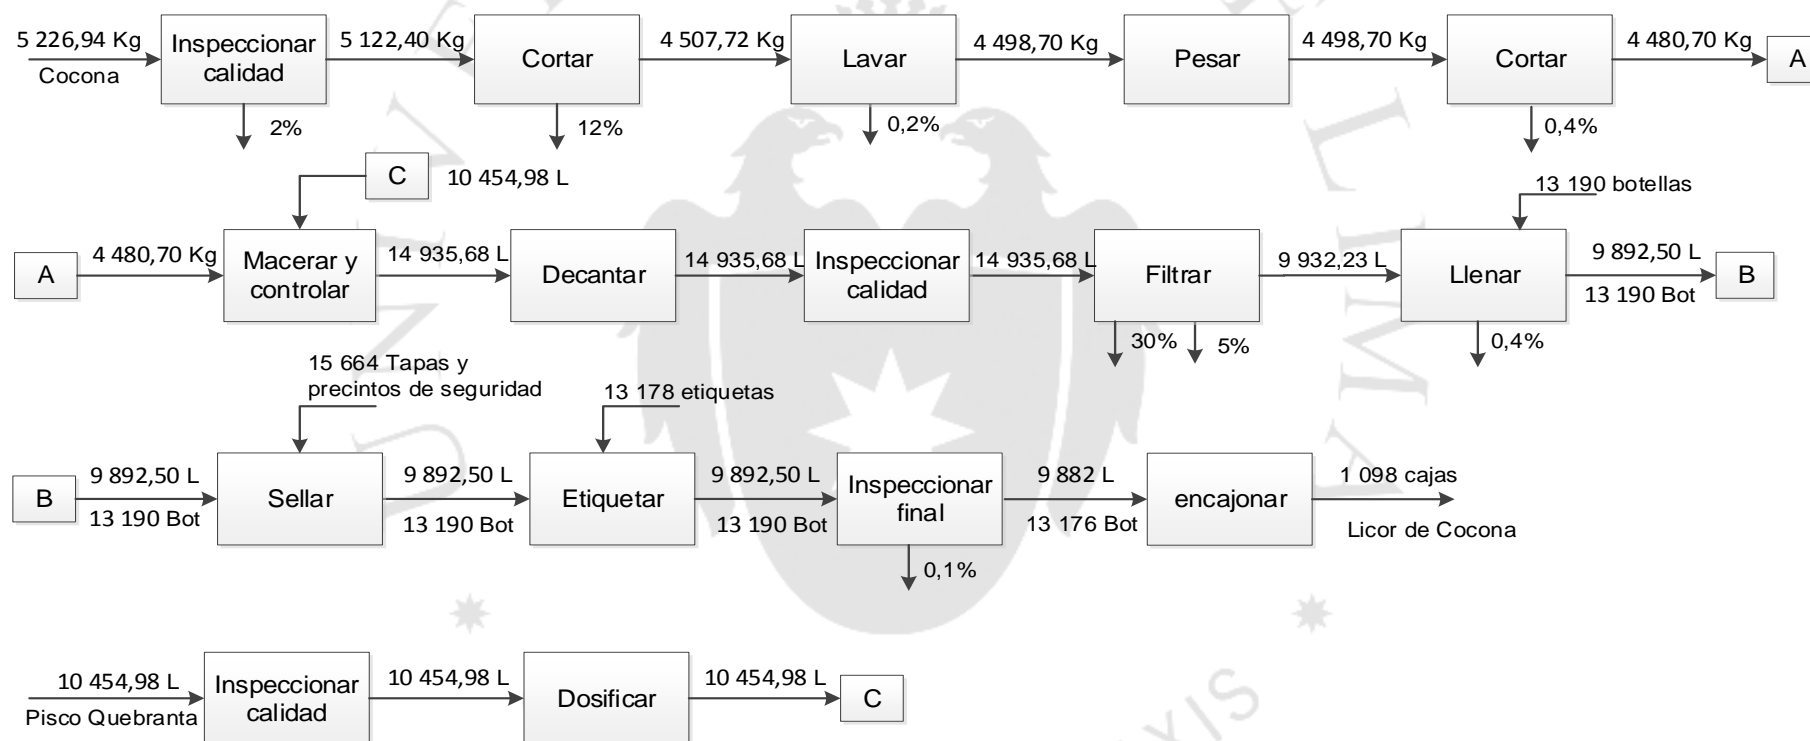 5 226,94 Kg
Cocona
Inspeccionar
calidad
2%
5 122,40 Kg
Cortar
12%
4 507,72 Kg
Lavar
0,2%
4 498,70 Kg
Pesar
4 498,70 Kg
Cortar
0,4%
4 480,70 Kg
A
C
10 454,98 L
13 190 botellas
A
4 480,70 Kg
Macerar y
controlar
14 935,68 L
Decantar
14 935,68 L
Inspeccionar
calidad
14 935,68 L
Filtrar
30%
5%
9 932,23 L
Llenar
0,4%
9 892,50 L
13 190 Bot
B
15 664 Tapas y
precintos de seguridad
13 178 etiquetas
B
9 892,50 L
13 190 Bot
Sellar
9 892,50 L
13 190 Bot
Etiquetar
9 892,50 L
13 190 Bot
Inspeccionar
final
0,1%
9 882 L
13 176 Bot
encajonar
1 098 cajas
Licor de Cocona
10 454,98 L
Pisco Quebranta
Inspeccionar
calidad
10 454,98 L
Dosificar
10 454,98 L
C